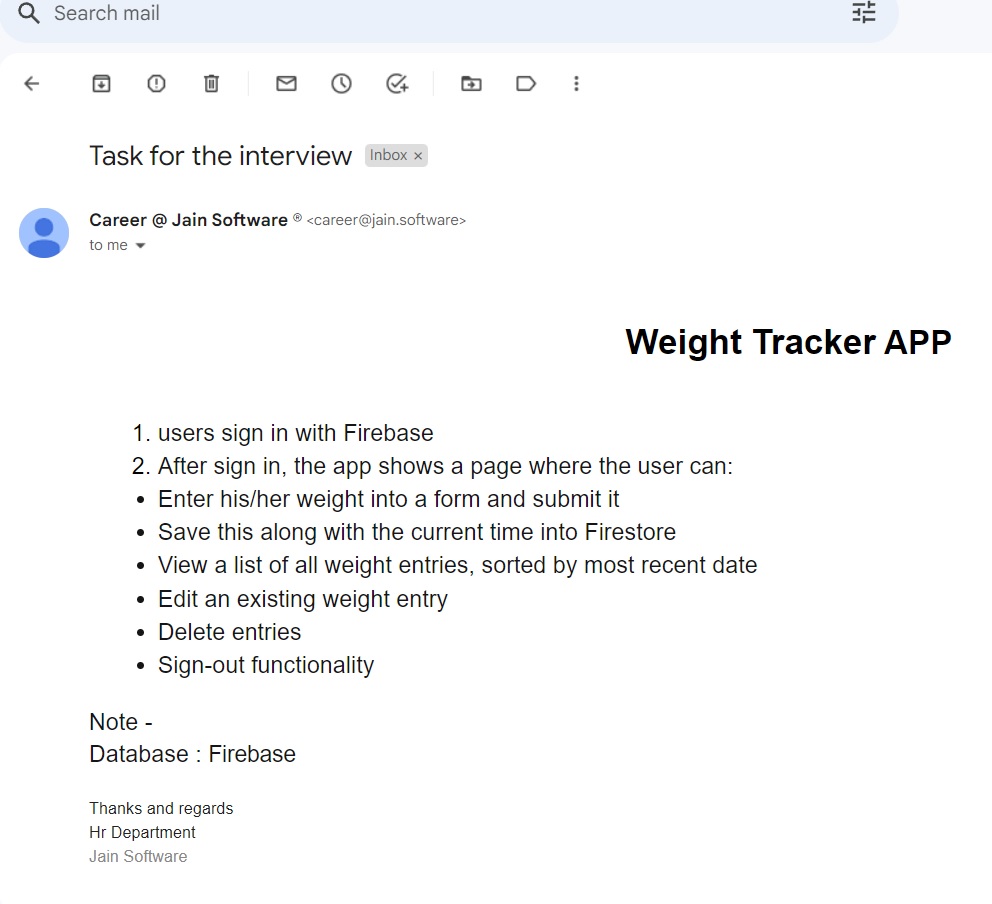 Search mail
Task for the interview Inbox ×
Career @ Jain Software ® <career@jain.software>
to me
Weight Tracker APP
1. users sign in with Firebase
2. After sign in, the app shows a page where the user can:
• Enter his/her weight into a form and submit it
• Save this along with the current time into Firestore
• View a list of all weight entries, sorted by most recent date
• Edit an existing weight entry
• Delete entries
• Sign-out functionality
Note -
Database : Firebase
Thanks and regards
Hr Department
Jain Software